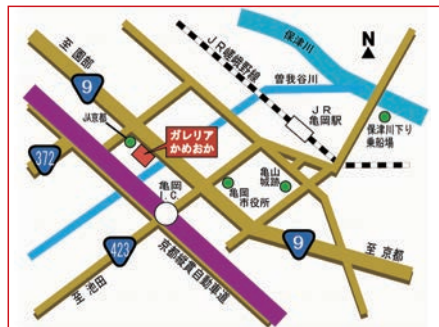 至 園部
9
JR嵯峨野線
保津川
N
曽我谷川
JA京都
ガレリア
かめおか
JR
亀岡駅
保津川下り
乗船場
372
亀岡
I.C.
亀岡
市役所
亀山
城跡
423
9
至 京都
至 池田
京都縦貫自動車道